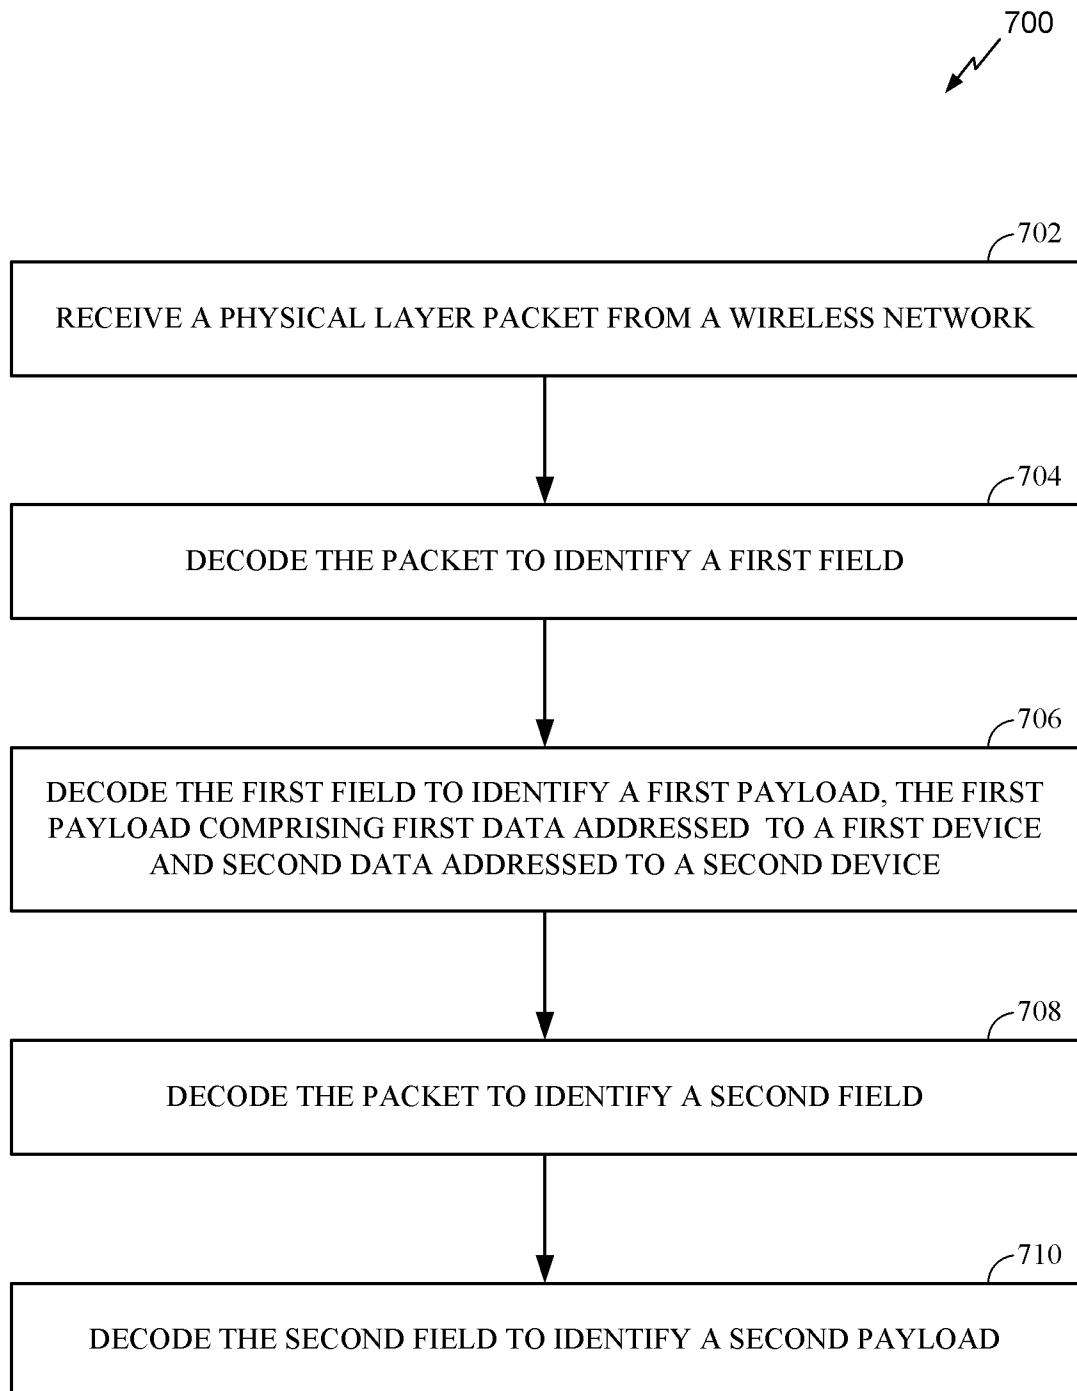 700
702
RECEIVE A PHYSICAL LAYER PACKET FROM A WIRELESS NETWORK
704
DECODE THE PACKET TO IDENTIFY A FIRST FIELD
706
DECODE THE FIRST FIELD TO IDENTIFY A FIRST PAYLOAD, THE FIRST
PAYLOAD COMPRISING FIRST DATA ADDRESSED TO A FIRST DEVICE
AND SECOND DATA ADDRESSED TO A SECOND DEVICE
708
DECODE THE PACKET TO IDENTIFY A SECOND FIELD
710
DECODE THE SECOND FIELD TO IDENTIFY A SECOND PAYLOAD